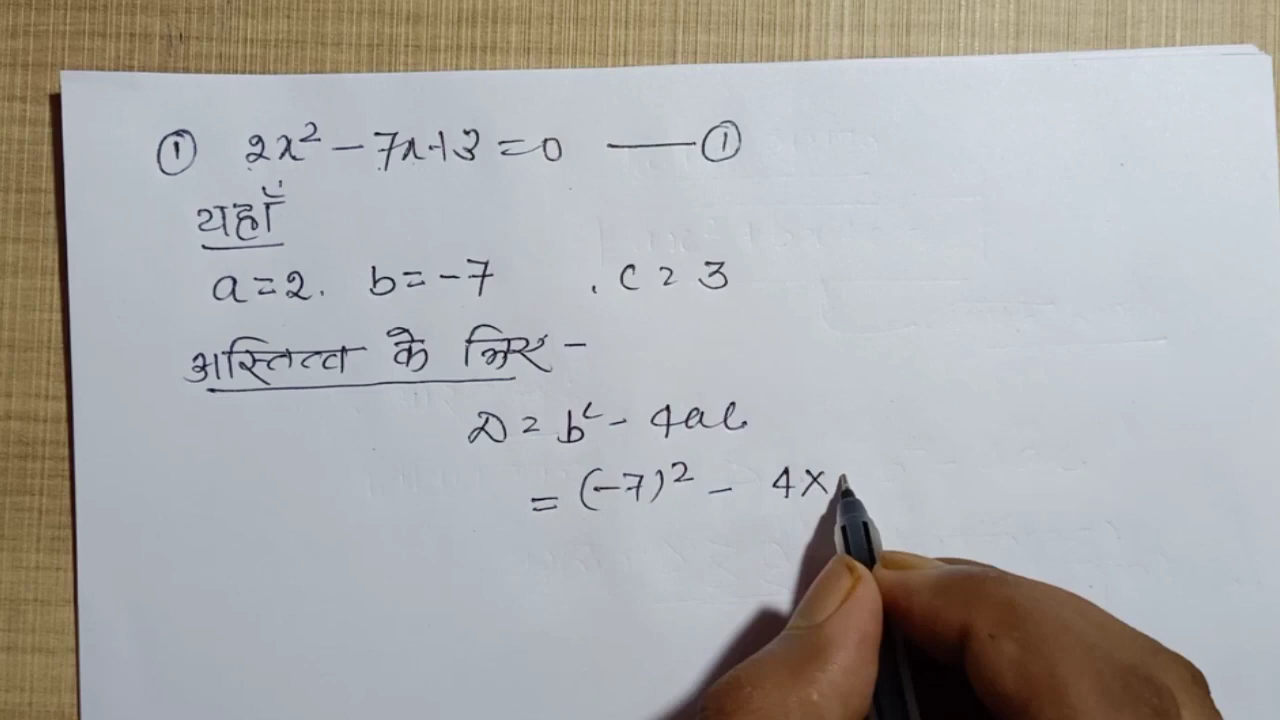 ① 2x² - 7x + 3 = 0 —— ①
यहाँ
a = 2. b = -7 , c = 3
अस्तित्व के लिए -
D = b² - 4ac
= (-7)² - 4×